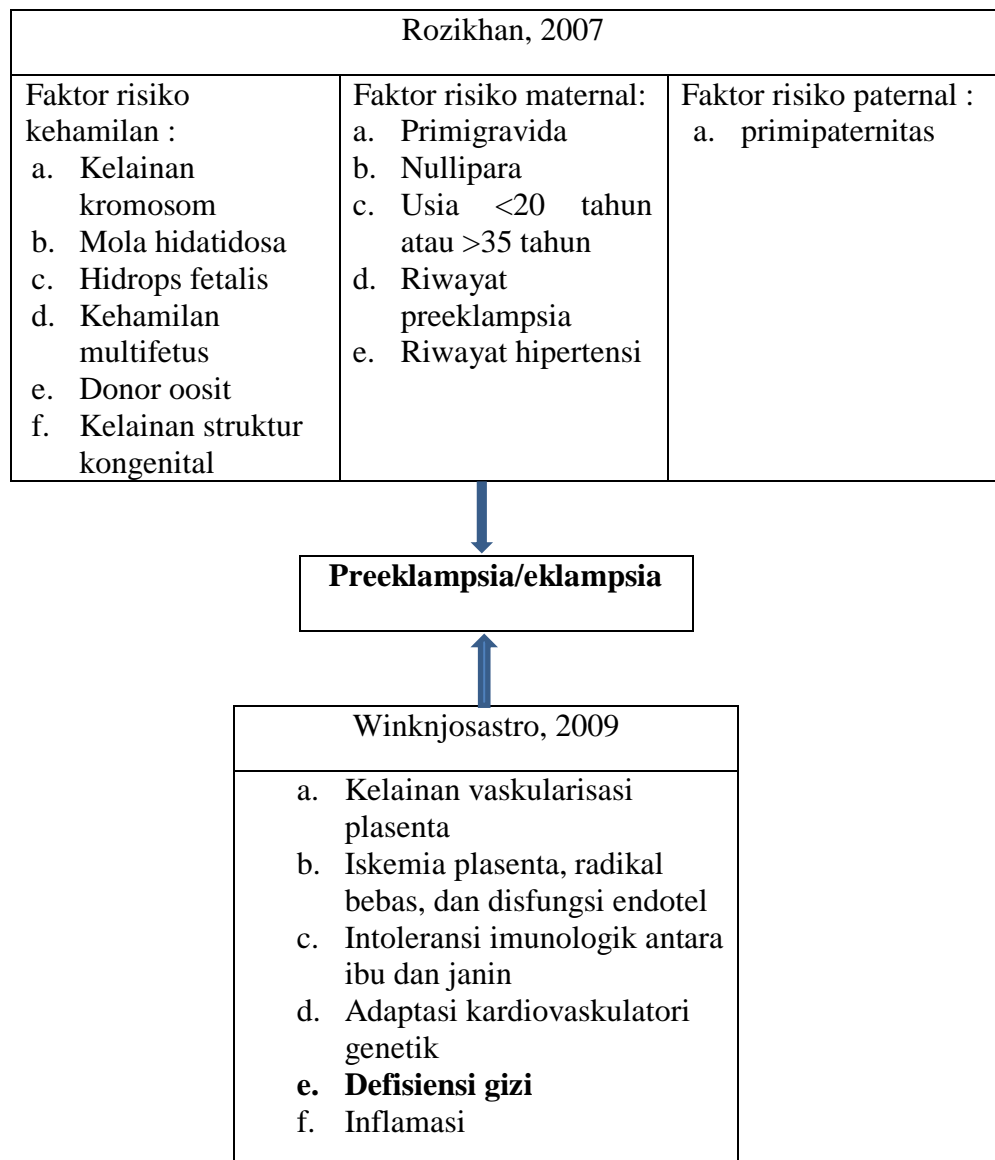 Rozikhan, 2007
Faktor risiko
kehamilan :
a. Kelainan
kromosom
b. Mola hidatidosa
c. Hidrops fetalis
d. Kehamilan
multifetus
e. Donor oosit
f. Kelainan struktur
kongenital
Faktor risiko maternal:
a. Primigravida
b. Nullipara
c. Usia <20 tahun
atau >35 tahun
d. Riwayat
preeklampsia
e. Riwayat hipertensi
Faktor risiko paternal :
a. primipaternitas
Preeklampsia/eklampsia
Winknjosastro, 2009
a. Kelainan vaskularisasi
plasenta
b. Iskemia plasenta, radikal
bebas, dan disfungsi endotel
c. Intoleransi imunologik antara
ibu dan janin
d. Adaptasi kardiovaskulatori
genetik
e. Defisiensi gizi
f. Inflamasi